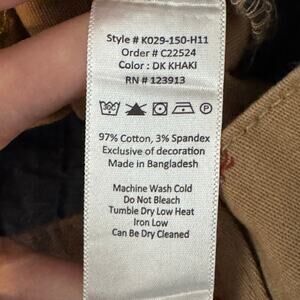 Style # K029-150-H11
Order # C22524
Color : DK KHAKI
RN # 123913
97% Cotton, 3% Spandex
Exclusive of decoration
Made in Bangladesh
Machine Wash Cold
Do Not Bleach
Tumble Dry Low Heat
Iron Low
Can Be Dry Cleaned